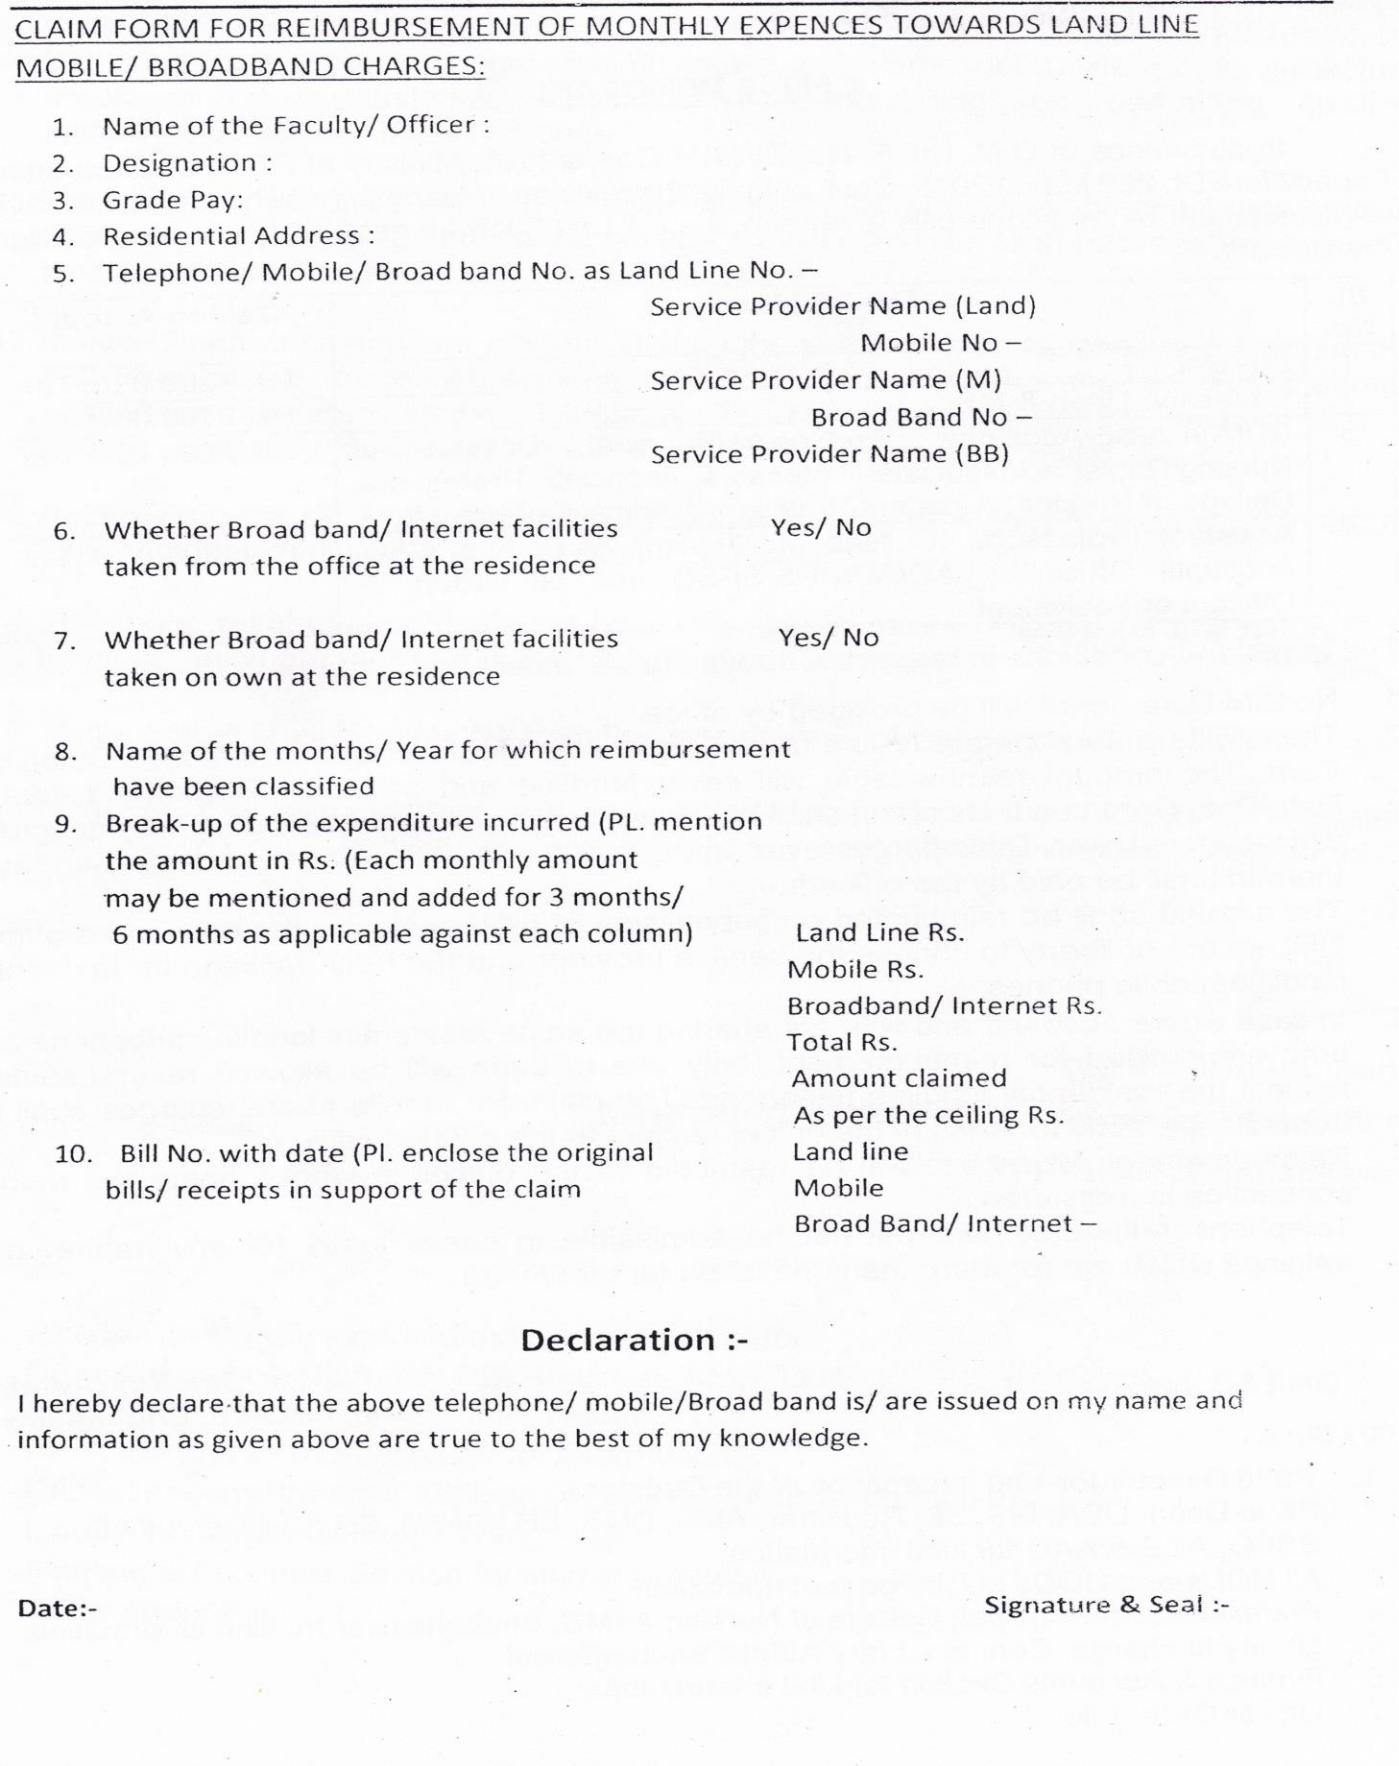 CLAIM FORM FOR REIMBURSEMENT OF MONTHLY EXPENCES TOWARDS LAND LINE
MOBILE/ BROADBAND CHARGES:
1. Name of the Faculty/ Officer :
2. Designation :
3. Grade Pay:
4. Residential Address :
5. Telephone/ Mobile/ Broad band No. as Land Line No. –
Service Provider Name (Land)
Mobile No –
Service Provider Name (M)
Broad Band No –
Service Provider Name (BB)
6. Whether Broad band/ Internet facilities Yes/ No
taken from the office at the residence
7. Whether Broad band/ Internet facilities Yes/ No
taken on own at the residence
8. Name of the months/ Year for which reimbursement
have been classified
9. Break-up of the expenditure incurred (PL. mention
the amount in Rs. (Each monthly amount
may be mentioned and added for 3 months/
6 months as applicable against each column) Land Line Rs.
Mobile Rs.
Broadband/ Internet Rs.
Total Rs.
Amount claimed
As per the ceiling Rs.
10. Bill No. with date (Pl. enclose the original Land line
bills/ receipts in support of the claim Mobile
Broad Band/ Internet –
Declaration :-
I hereby declare that the above telephone/ mobile/Broad band is/ are issued on my name and
information as given above are true to the best of my knowledge.
Date:- Signature & Seal :-